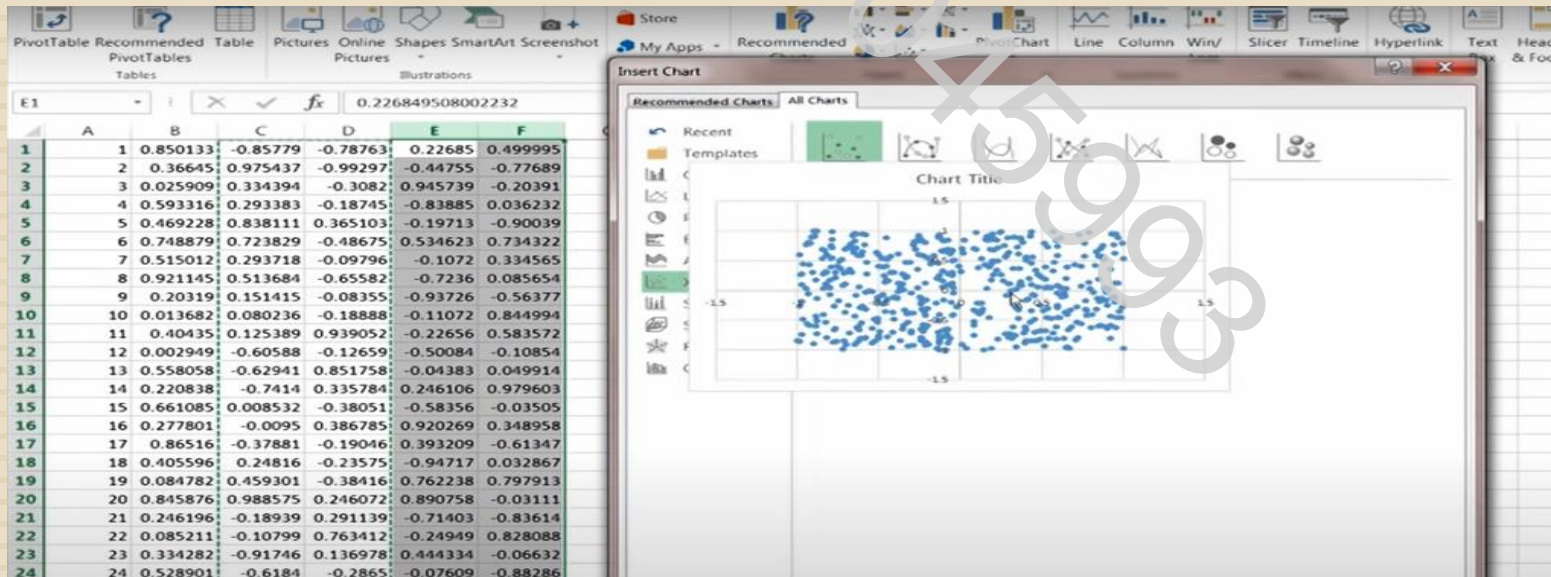 Store
PivotTable Recommended Table Pictures Online Shapes SmartArt Screenshot My Apps Recommended PivotChart Line Column Win/ Slicer Timeline Hyperlink Text
PivotTables Pictures
Tables Illustrations
Insert Chart
E1 fx 0.226849508002232
Recommended Charts All Charts
Recent
Templates
A B C D E F
1 1 0.850133 -0.85779 -0.78763 0.22685 0.499995
2 2 0.36645 0.975437 -0.99297 -0.44755 -0.77689
3 3 0.025909 0.334394 -0.3082 0.945739 -0.20391
4 4 0.593316 0.293383 -0.18745 -0.83885 0.036232
5 5 0.469228 0.838111 0.365103 -0.19713 -0.90039
6 6 0.748879 0.723829 -0.48675 0.534623 0.734322
7 7 0.515012 0.293718 -0.09796 -0.1072 0.334565
8 8 0.921145 0.513684 -0.65582 -0.7236 0.085654
9 9 0.20319 0.151415 -0.08355 -0.93726 -0.56377
10 10 0.013682 0.080236 -0.18888 -0.11072 0.844994
11 11 0.40435 0.125389 0.939052 -0.22656 0.583572
12 12 0.002949 -0.60588 -0.12659 -0.50084 -0.10854
13 13 0.558058 -0.62941 0.851758 -0.04383 0.049914
14 14 0.220838 -0.7414 0.335784 0.246106 0.979603
15 15 0.661085 0.008532 -0.38051 -0.58356 -0.03505
16 16 0.277801 -0.0095 0.386785 0.920269 0.348958
17 17 0.86516 -0.37881 -0.19046 0.393209 -0.61347
18 18 0.405596 0.24816 -0.23575 -0.94717 0.032867
19 19 0.084782 0.459301 -0.38416 0.762238 0.797913
20 20 0.845876 0.988575 0.246072 0.890758 -0.03111
21 21 0.246196 -0.18939 0.291139 -0.71403 -0.83614
22 22 0.085211 -0.10799 0.763412 -0.24949 0.828088
23 23 0.334282 -0.91746 0.136978 0.444334 -0.06632
24 24 0.528901 -0.6184 -0.2865 -0.07609 -0.88286
Chart Title
1.5
-1.5 1.5
-1.5
45993